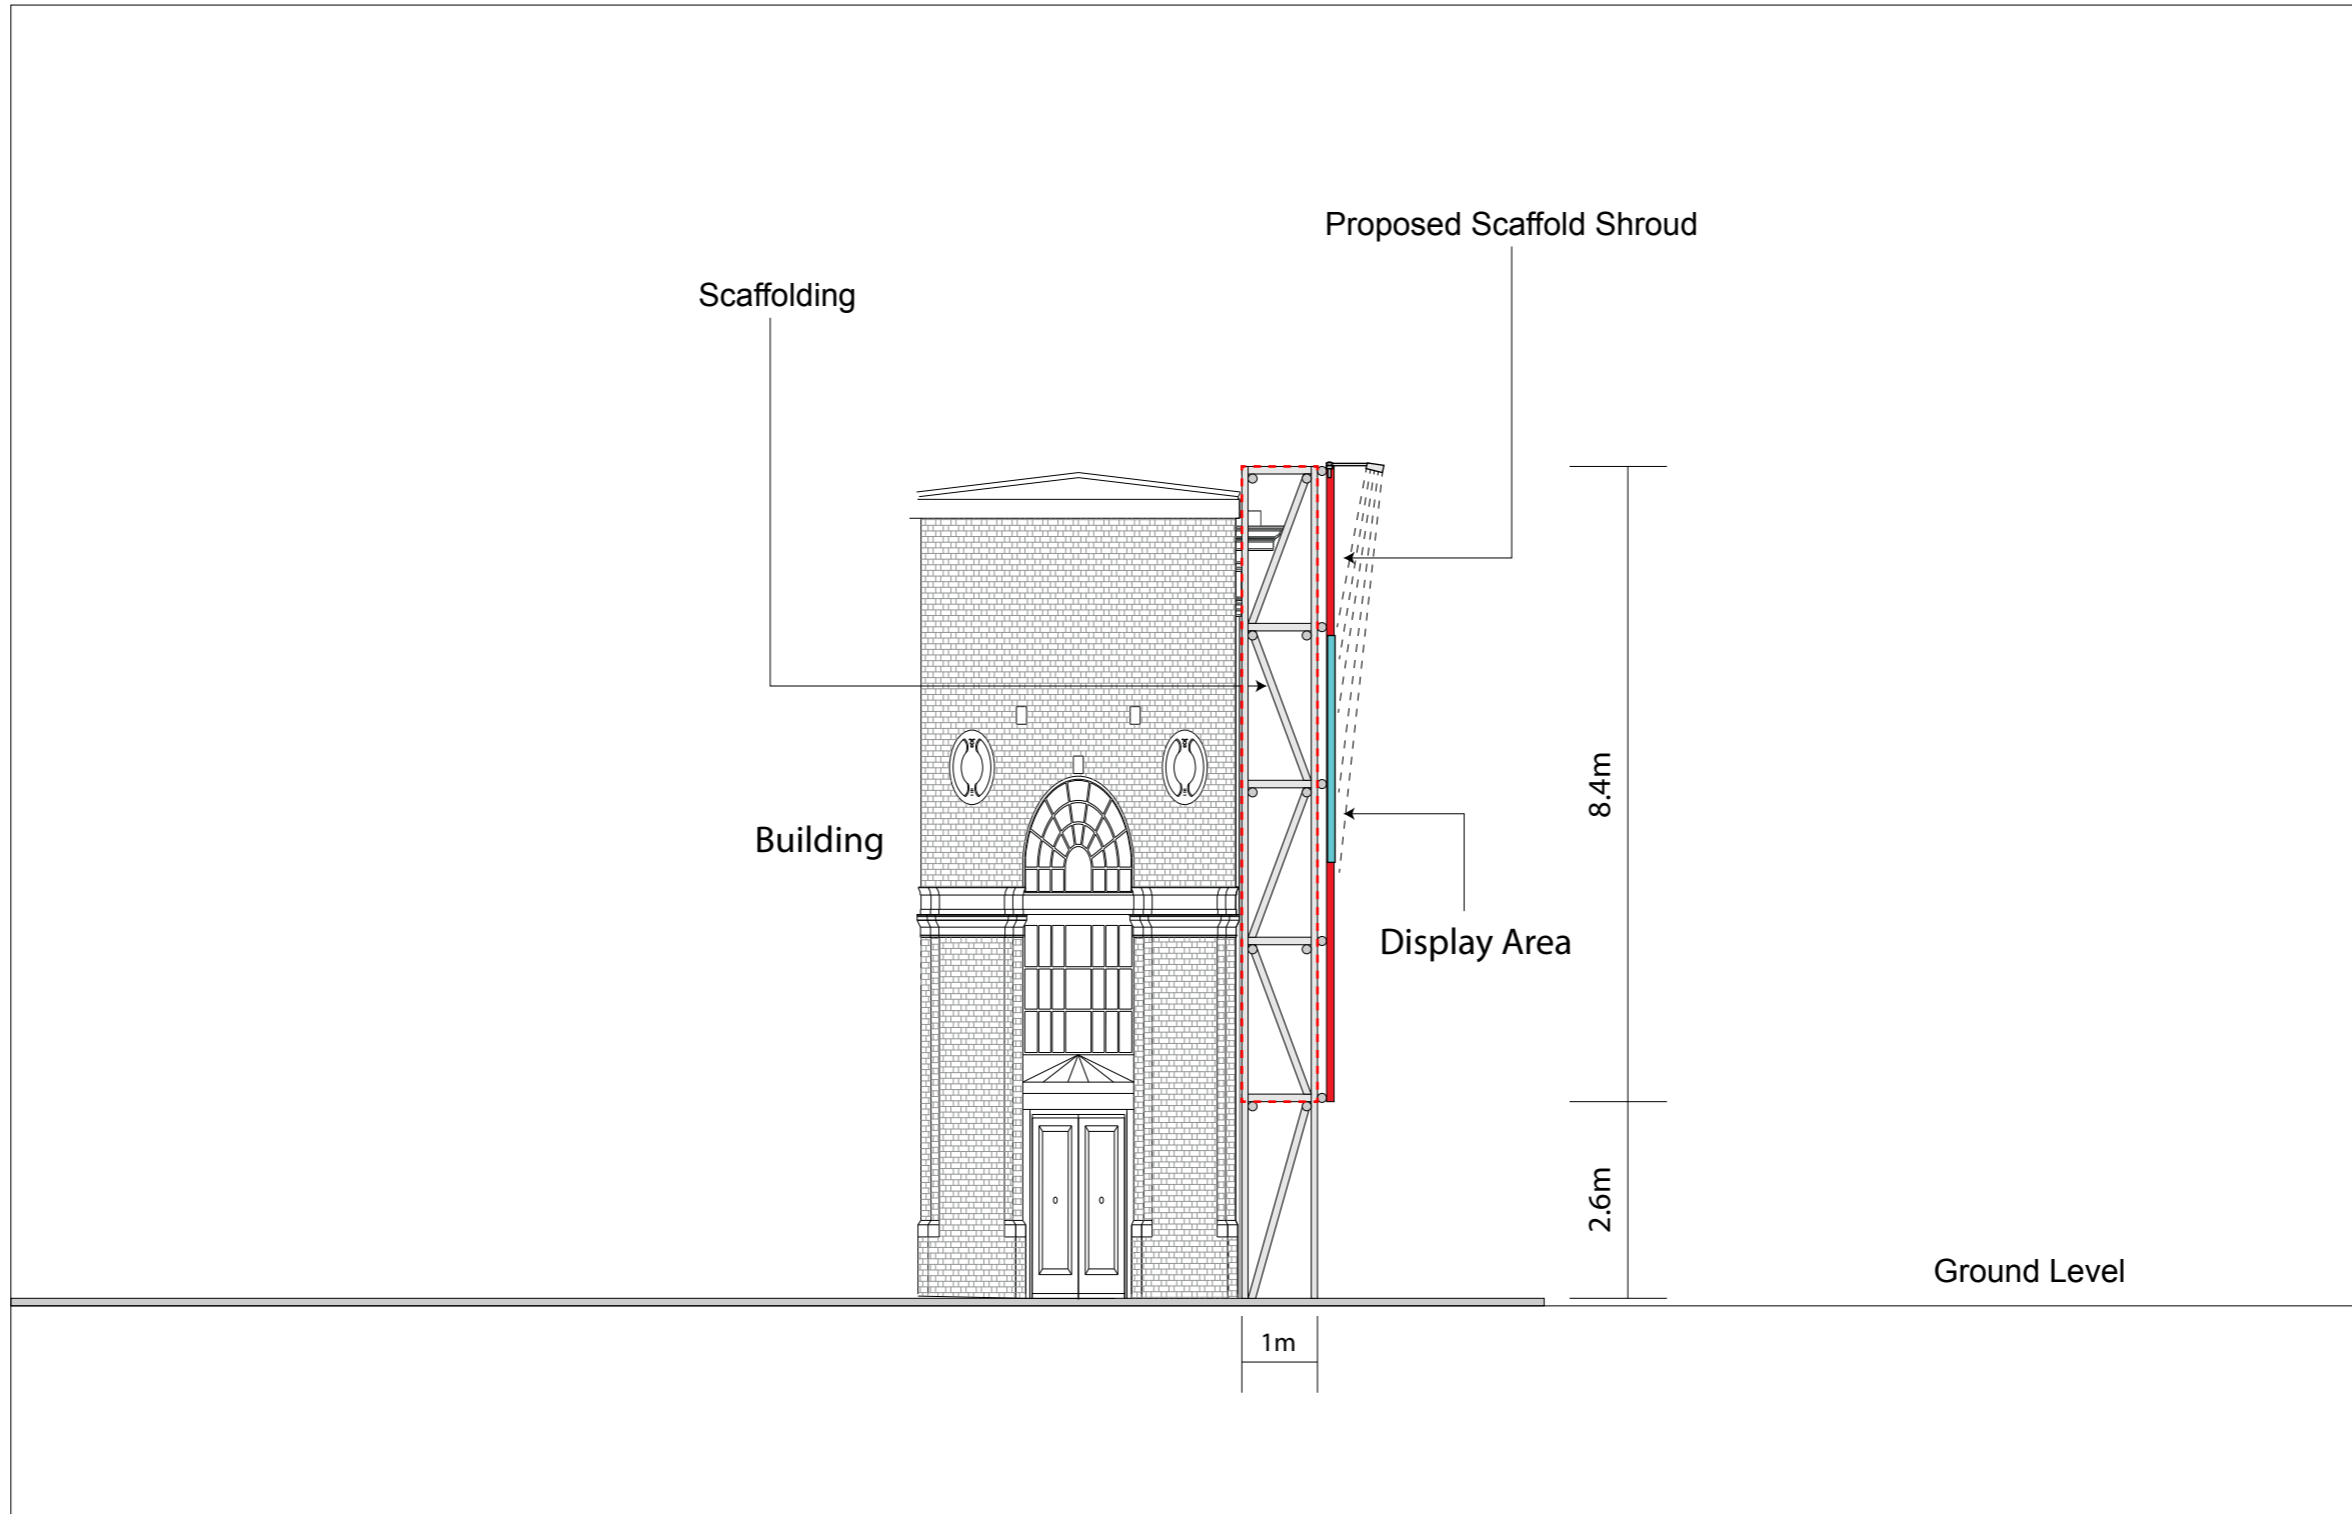 Proposed Scaffold Shroud
Scaffolding
8.4m
Building
Display Area
2.6m
Ground Level
1m